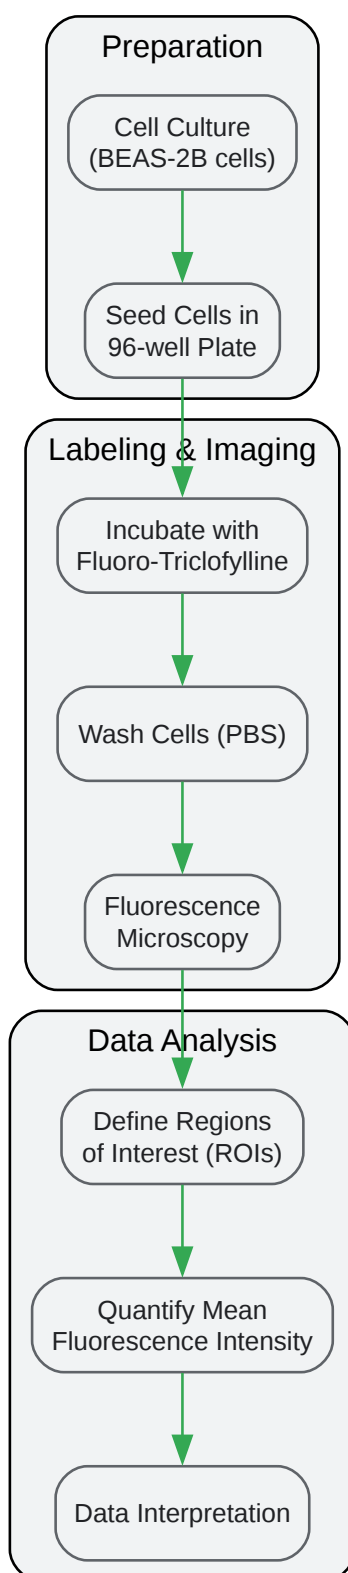 Preparation
Cell Culture
(BEAS-2B cells)
Seed Cells in
96-well Plate
Labeling & Imaging
Incubate with
Fluoro-Triclofylline
Wash Cells (PBS)
Fluorescence
Microscopy
Data Analysis
Define Regions
of Interest (ROIs)
Quantify Mean
Fluorescence Intensity
Data Interpretation